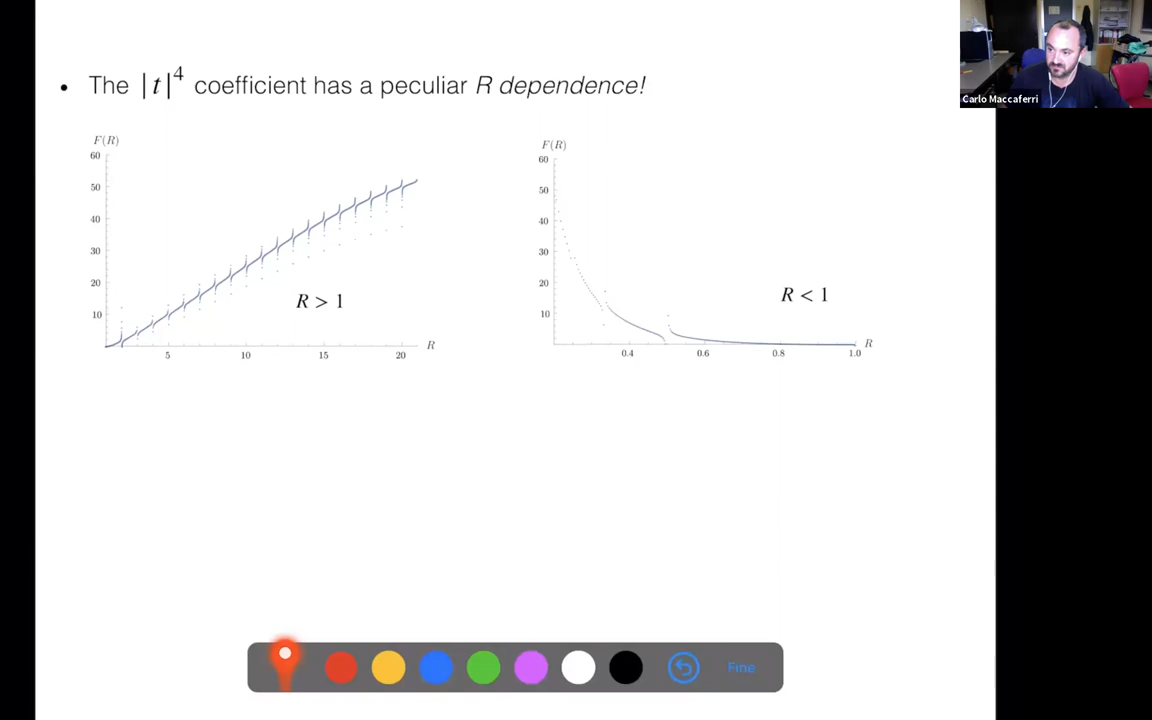 • The |t|⁴ coefficient has a peculiar R dependence!
Carlo Maccaferri
F(R)
60
50
40
30
20
10
5
10
15
20
R
R > 1
F(R)
60
50
40
30
20
10
0.4
0.6
0.8
1.0
R
R < 1
Fine